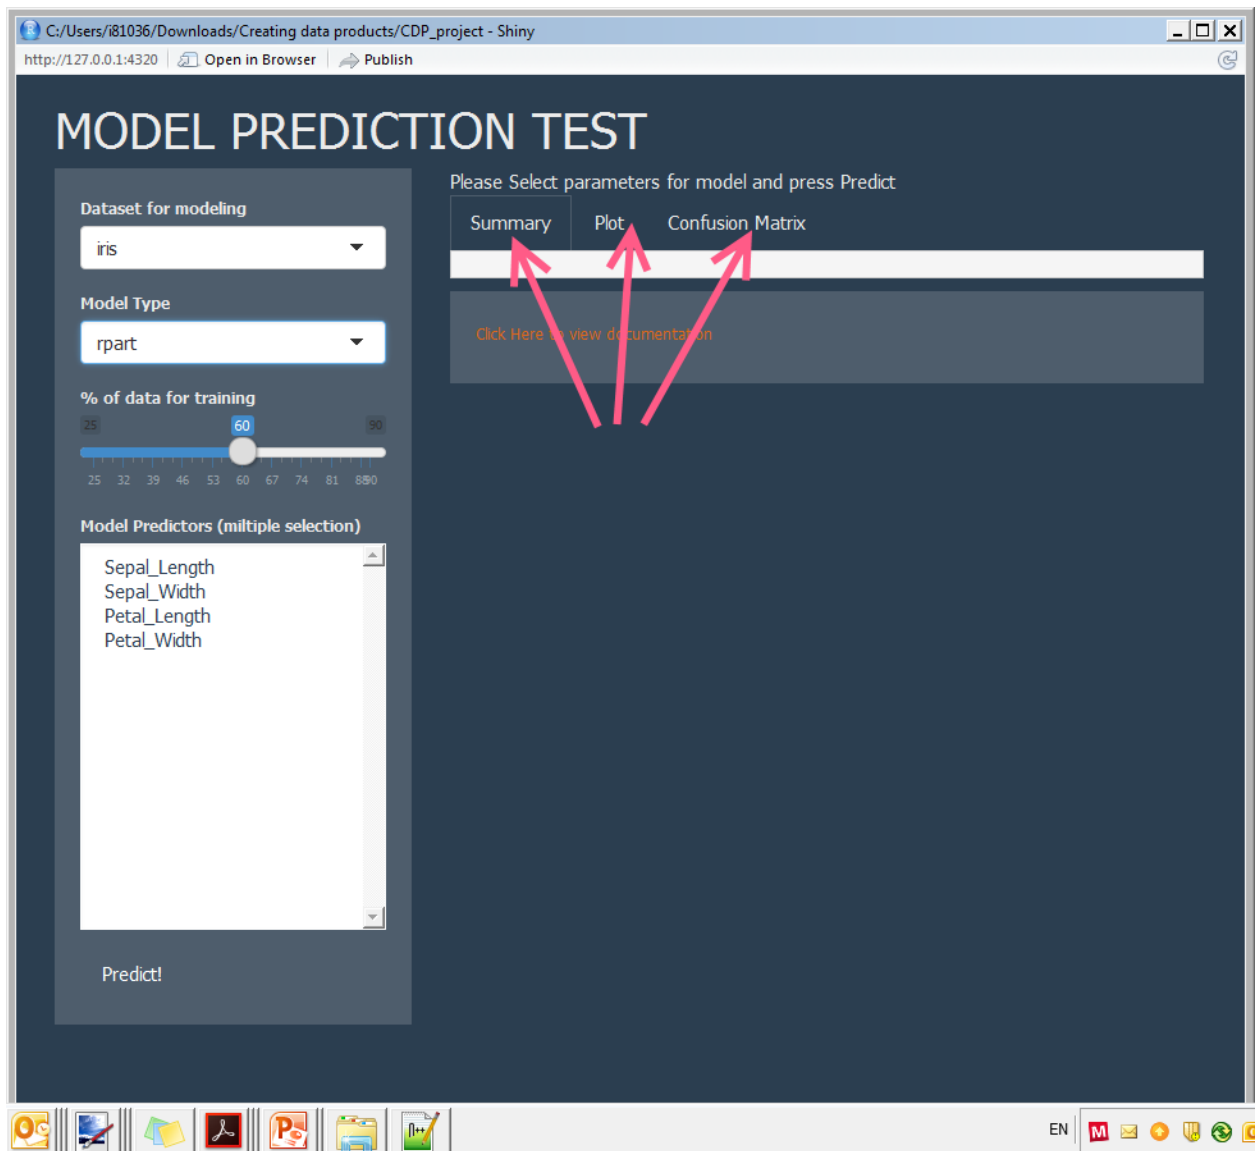 C:/Users/i81036/Downloads/Creating data products/CDP_project - Shiny
http://127.0.0.1:4320 Open in Browser Publish
MODEL PREDICTION TEST
Dataset for modeling
iris
Model Type
rpart
% of data for training
25 60 90
25 32 39 46 53 60 67 74 81 8890
Model Predictors (miltiple selection)
Sepal_Length
Sepal_Width
Petal_Length
Petal_Width
Predict!
Please Select parameters for model and press Predict
Summary Plot Confusion Matrix
Click Here to view documentation
EN